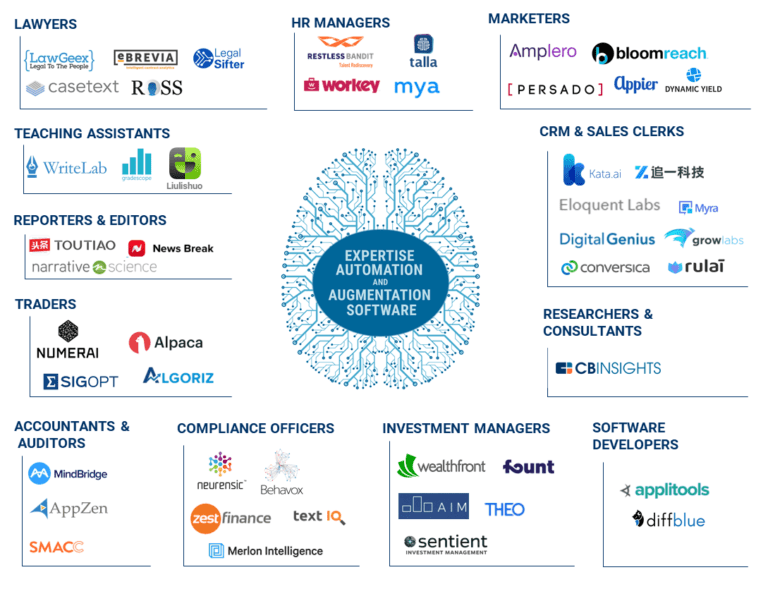 LAWYERS
LawGeex
Legal To The People
eBREVIA
Legal
Sifter
casetext
ROSS
HR MANAGERS
RESTLESS BANDIT
Talent Rediscovery
talla
workey
mya
MARKETERS
Amplero
bloomreach
[PERSADO]
Appier
DYNAMIC YIELD
TEACHING ASSISTANTS
WriteLab
gradescope
Liulishuo
CRM & SALES CLERKS
Kata.ai
追一科技
Eloquent Labs
Myra
DigitalGenius
growlabs
conversica
rulai
REPORTERS & EDITORS
头条 TOUTIAO
News Break
narrative science
EXPERTISE
AUTOMATION
AND
AUGMENTATION
SOFTWARE
TRADERS
NUMERAI
Alpaca
SIGOPT
ALGORIZ
RESEARCHERS &
CONSULTANTS
CBINSIGHTS
ACCOUNTANTS &
AUDITORS
MindBridge
AppZen
SMACC
COMPLIANCE OFFICERS
neurensic
Behavox
zestfinance
text IQ
Merlon Intelligence
INVESTMENT MANAGERS
wealthfront
fount
AIM
THEO
sentient
INVESTMENT MANAGEMENT
SOFTWARE
DEVELOPERS
applitools
diffblue